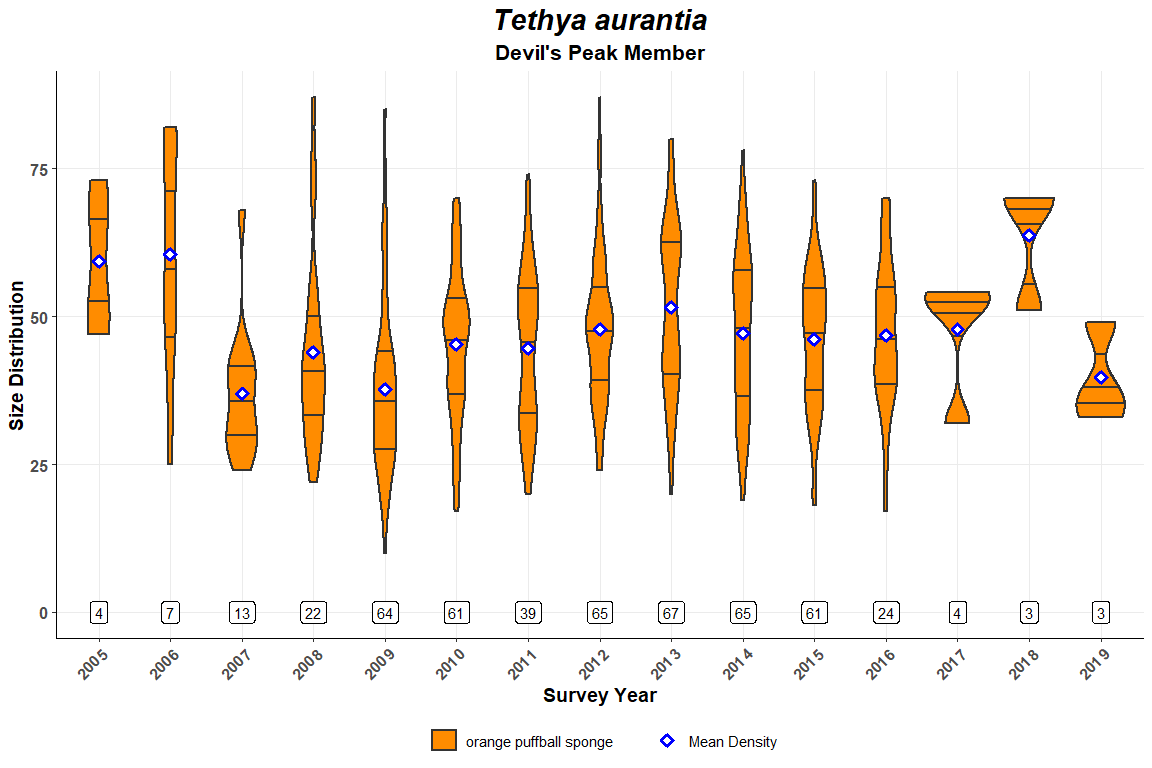 Tethya aurantia
Devil's Peak Member
Size Distribution
75
50
25
0
4 7 13 22 64 61 39 65 67 65 61 24 4 3 3
2005 2006 2007 2008 2009 2010 2011 2012 2013 2014 2015 2016 2017 2018 2019
Survey Year
orange puffball sponge Mean Density